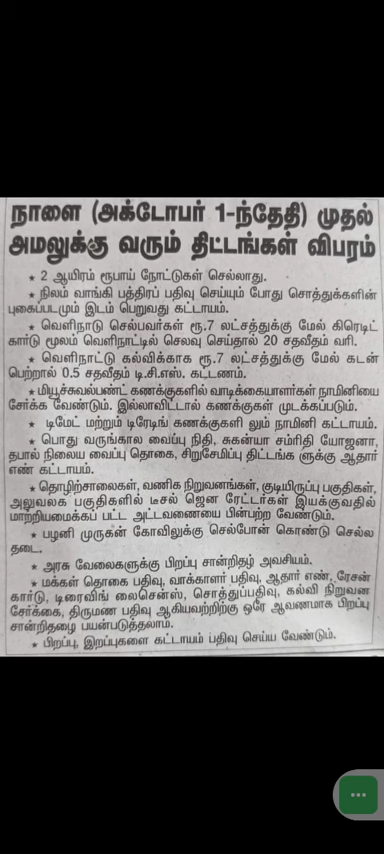 நாளை (அக்டோபர் 1-ந்தேதி) முதல்
அமலுக்கு வரும் திட்டங்கள் விபரம்
★ 2 ஆயிரம் ரூபாய் நோட்டுகள் செல்லாது.
★ நிலம் வாங்கி பத்திரப் பதிவு செய்யும் போது சொத்துக்களின்
புகைப்படமும் இடம் பெறுவது கட்டாயம்.
★ வெளிநாடு செல்பவர்கள் ரூ.7 லட்சத்துக்கு மேல் கிரெடிட்
கார்டு மூலம் வெளிநாட்டில் செலவு செய்தால் 20 சதவீதம் வரி.
★ வெளிநாட்டு கல்விக்காக ரூ.7 லட்சத்துக்கு மேல் கடன்
பெற்றால் 0.5 சதவீதம் டி.சி.எஸ். கட்டணம்.
★ மியூச்சுவல்பண்ட் கணக்குகளில் வாடிக்கையாளர்கள் நாமினியை
சேர்க்க வேண்டும். இல்லாவிட்டால் கணக்குகள் முடக்கப்படும்.
★ டிமேட் மற்றும் டிரேடிங் கணக்குகளி லும் நாமினி கட்டாயம்.
★ பொது வருங்கால வைப்பு நிதி, சுகன்யா சம்ரிதி யோஜனா,
தபால் நிலைய வைப்பு தொகை, சிறுசேமிப்பு திட்டங்க ளுக்கு ஆதார்
எண் கட்டாயம்.
★ தொழிற்சாலைகள், வணிக நிறுவனங்கள், குடியிருப்பு பகுதிகள்,
அலுவலக பகுதிகளில் டீசல் ஜென ரேட்டர்கள் இயக்குவதில்
மாற்றியமைக்கப் பட்ட அட்டவணையை பின்பற்ற வேண்டும்.
★ பழனி முருகன் கோவிலுக்கு செல்போன் கொண்டு செல்ல
தடை.
★ அரசு வேலைகளுக்கு பிறப்பு சான்றிதழ் அவசியம்.
★ மக்கள் தொகை பதிவு, வாக்காளர் பதிவு, ஆதார் எண், ரேசன்
கார்டு, டிரைவிங் லைசென்ஸ், சொத்துப்பதிவு, கல்வி நிறுவன
சேர்க்கை, திருமண பதிவு ஆகியவற்றிற்கு ஒரே ஆவணமாக பிறப்பு
சான்றிதழை பயன்படுத்தலாம்.
★ பிறப்பு, இறப்புகளை கட்டாயம் பதிவு செய்ய வேண்டும்.